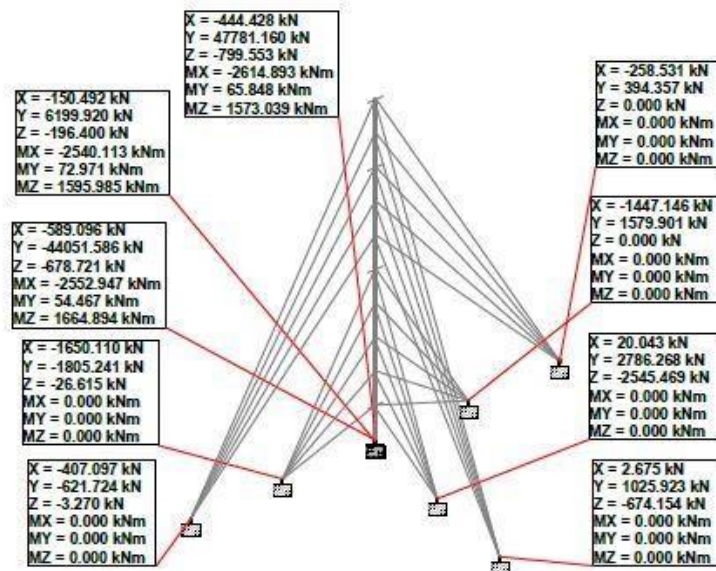 X = -444.428 kN
Y = 47781.160 kN
Z = -799.553 kN
MX = -2614.893 kNm
MY = 65.848 kNm
MZ = 1573.039 kNm
X = -150.492 kN
Y = 6199.920 kN
Z = -196.400 kN
MX = -2540.113 kNm
MY = 72.971 kNm
MZ = 1595.985 kNm
X = -589.096 kN
Y = -44051.586 kN
Z = -678.721 kN
MX = -2552.947 kNm
MY = 54.467 kNm
MZ = 1664.894 kNm
X = -1650.110 kN
Y = -1805.241 kN
Z = -26.615 kN
MX = 0.000 kNm
MY = 0.000 kNm
MZ = 0.000 kNm
X = -407.097 kN
Y = -621.724 kN
Z = -3.270 kN
MX = 0.000 kNm
MY = 0.000 kNm
MZ = 0.000 kNm
X = -258.531 kN
Y = 394.357 kN
Z = 0.000 kN
MX = 0.000 kNm
MY = 0.000 kNm
MZ = 0.000 kNm
X = -1447.146 kN
Y = 1579.901 kN
Z = 0.000 kN
MX = 0.000 kNm
MY = 0.000 kNm
MZ = 0.000 kNm
X = 20.043 kN
Y = 2786.268 kN
Z = -2545.469 kN
MX = 0.000 kNm
MY = 0.000 kNm
MZ = 0.000 kNm
X = 2.675 kN
Y = 1025.923 kN
Z = -674.154 kN
MX = 0.000 kNm
MY = 0.000 kNm
MZ = 0.000 kNm